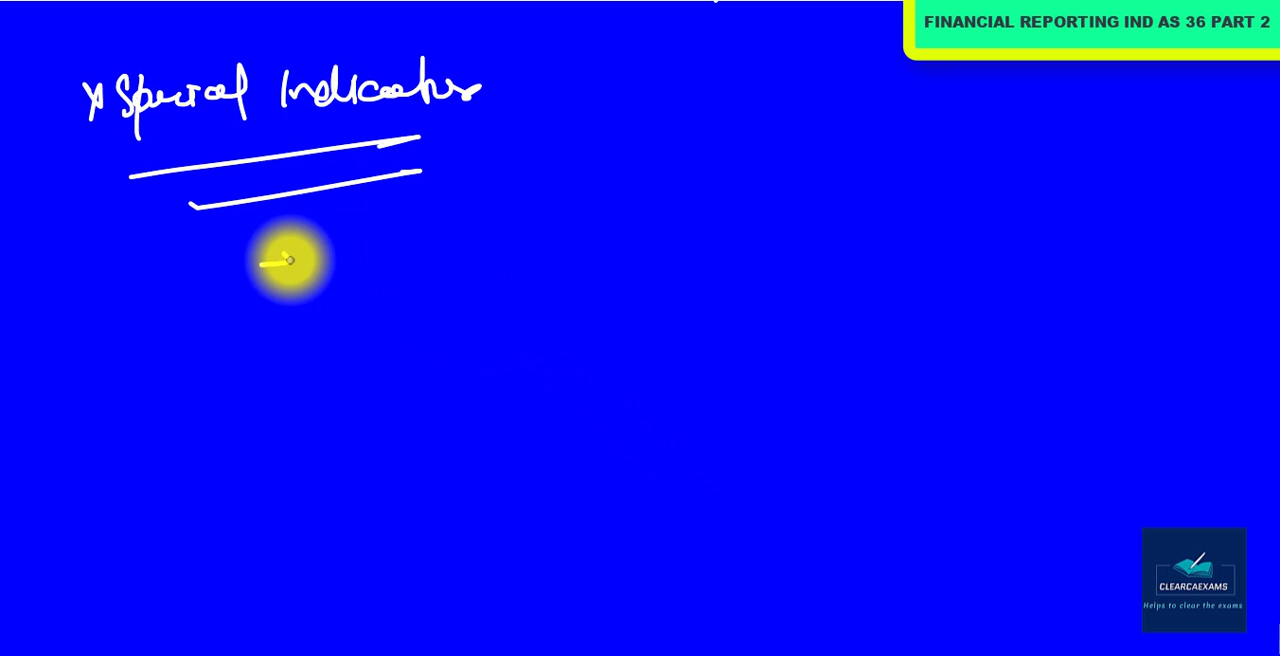 FINANCIAL REPORTING IND AS 36 PART 2
* Special Indicators
CLEARCAEXAMS
Helps to clear the exams